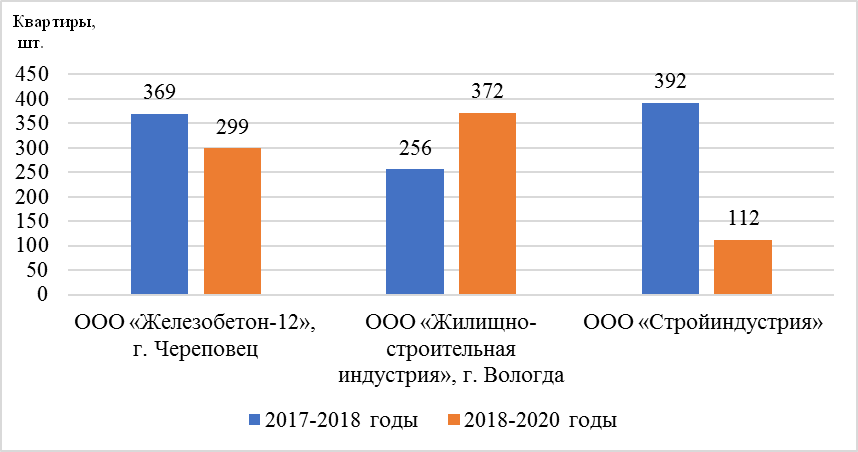 Квартиры,
шт.
450
400
350
300
250
200
150
100
50
0
369
299
256
372
392
112
ООО «Железобетон-12»,
г. Череповец
ООО «Жилищно-
строительная
индустрия», г. Вологда
ООО «Стройиндустрия»
2017-2018 годы
2018-2020 годы